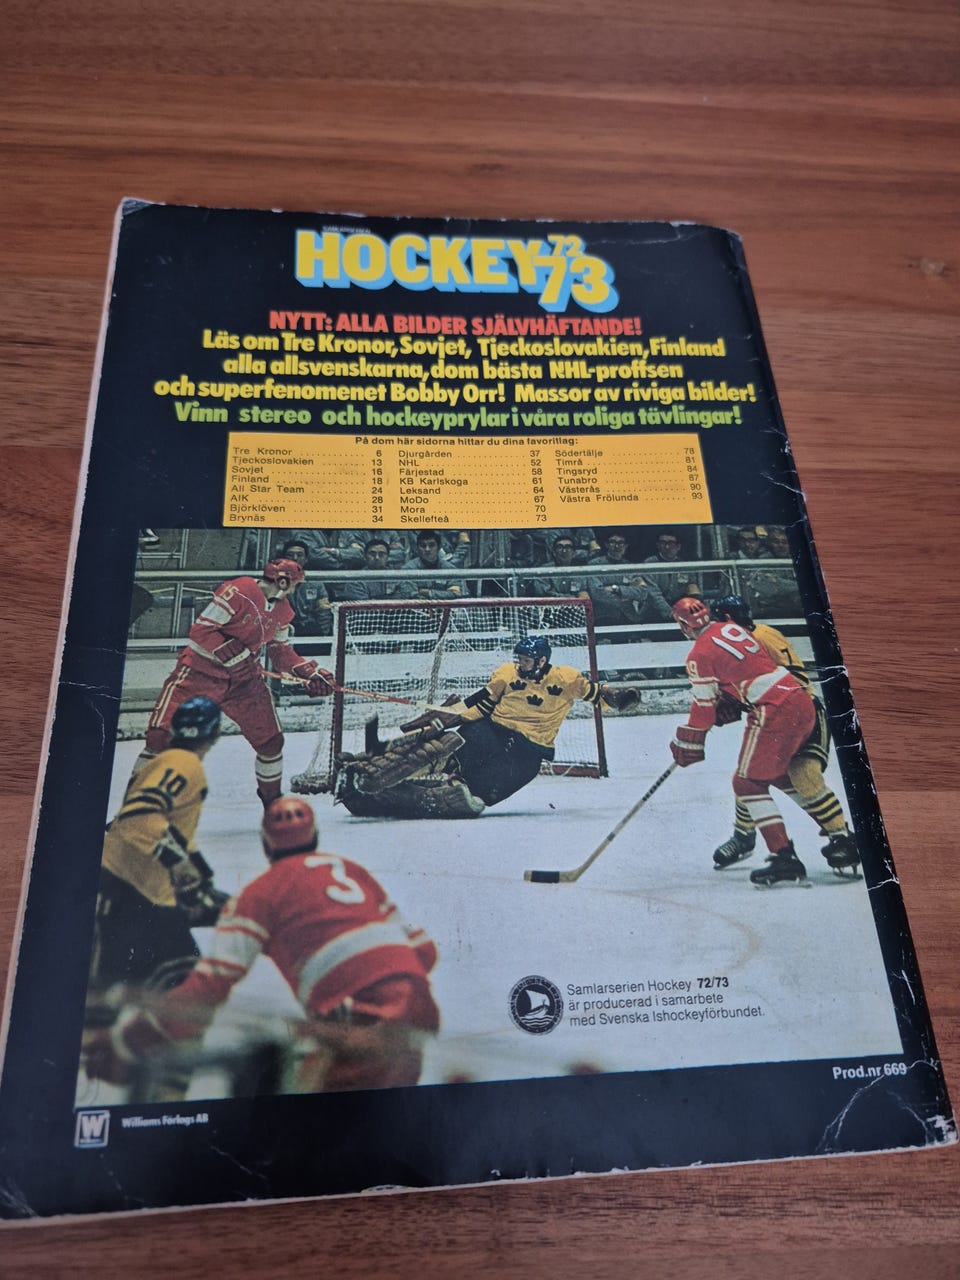 SAMLARSERIEN
HOCKEY 72
73
NYTT: ALLA BILDER SJÄLVHÄFTANDE!
Läs om Tre Kronor, Sovjet, Tjeckoslovakien, Finland
alla allsvenskarna, dom bästa NHL-proffsen
och superfenomenet Bobby Orr! Massor av riviga bilder!
Vinn stereo och hockeyprylar i våra roliga tävlingar!
På dom här sidorna hittar du dina favoritlag:
Tre Kronor 6
Tjeckoslovakien 13
Sovjet 16
Finland 18
All Star Team 24
AIK 28
Björklöven 31
Brynäs 34
Djurgården 37
NHL 52
Färjestad 58
KB Karlskoga 61
Leksand 64
MoDo 67
Mora 70
Skellefteå 73
Södertälje 78
Timrå 81
Tingsryd 84
Tunabro 87
Västerås 90
Västra Frölunda 93
15
19
10
3
Samlarserien Hockey 72/73
är producerad i samarbete
med Svenska Ishockeyförbundet.
Prod.nr 669
W
Williams Förlags AB